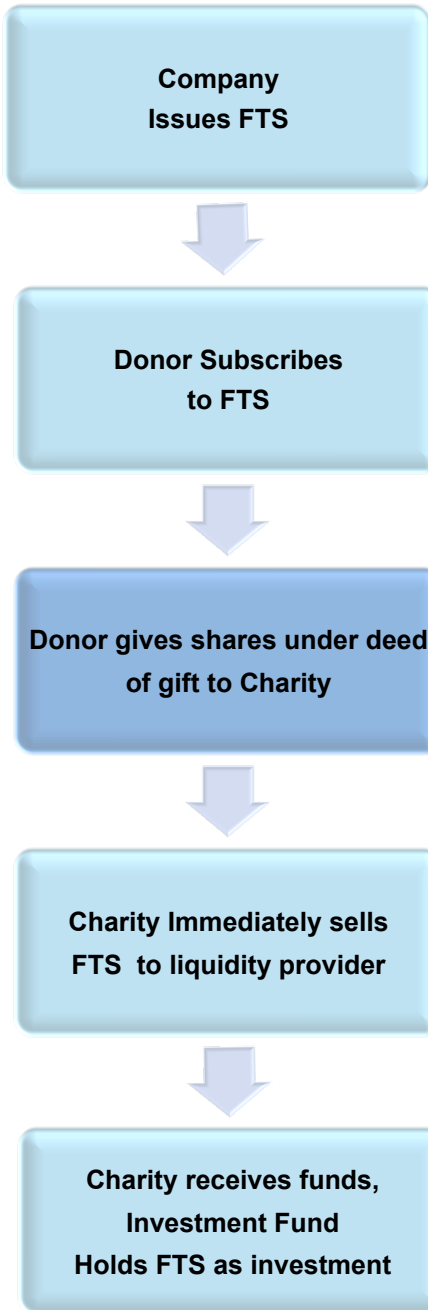 Company
Issues FTS
Donor Subscribes
to FTS
Donor gives shares under deed
of gift to Charity
Charity Immediately sells
FTS to liquidity provider
Charity receives funds,
Investment Fund
Holds FTS as investment